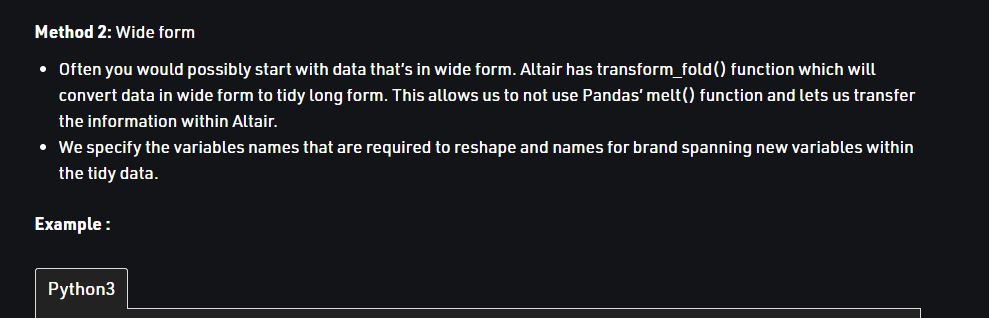 Method 2: Wide form
• Often you would possibly start with data that's in wide form. Altair has transform_fold() function which will
convert data in wide form to tidy long form. This allows us to not use Pandas' melt() function and lets us transfer
the information within Altair.
• We specify the variables names that are required to reshape and names for brand spanning new variables within
the tidy data.
Example :
Python3